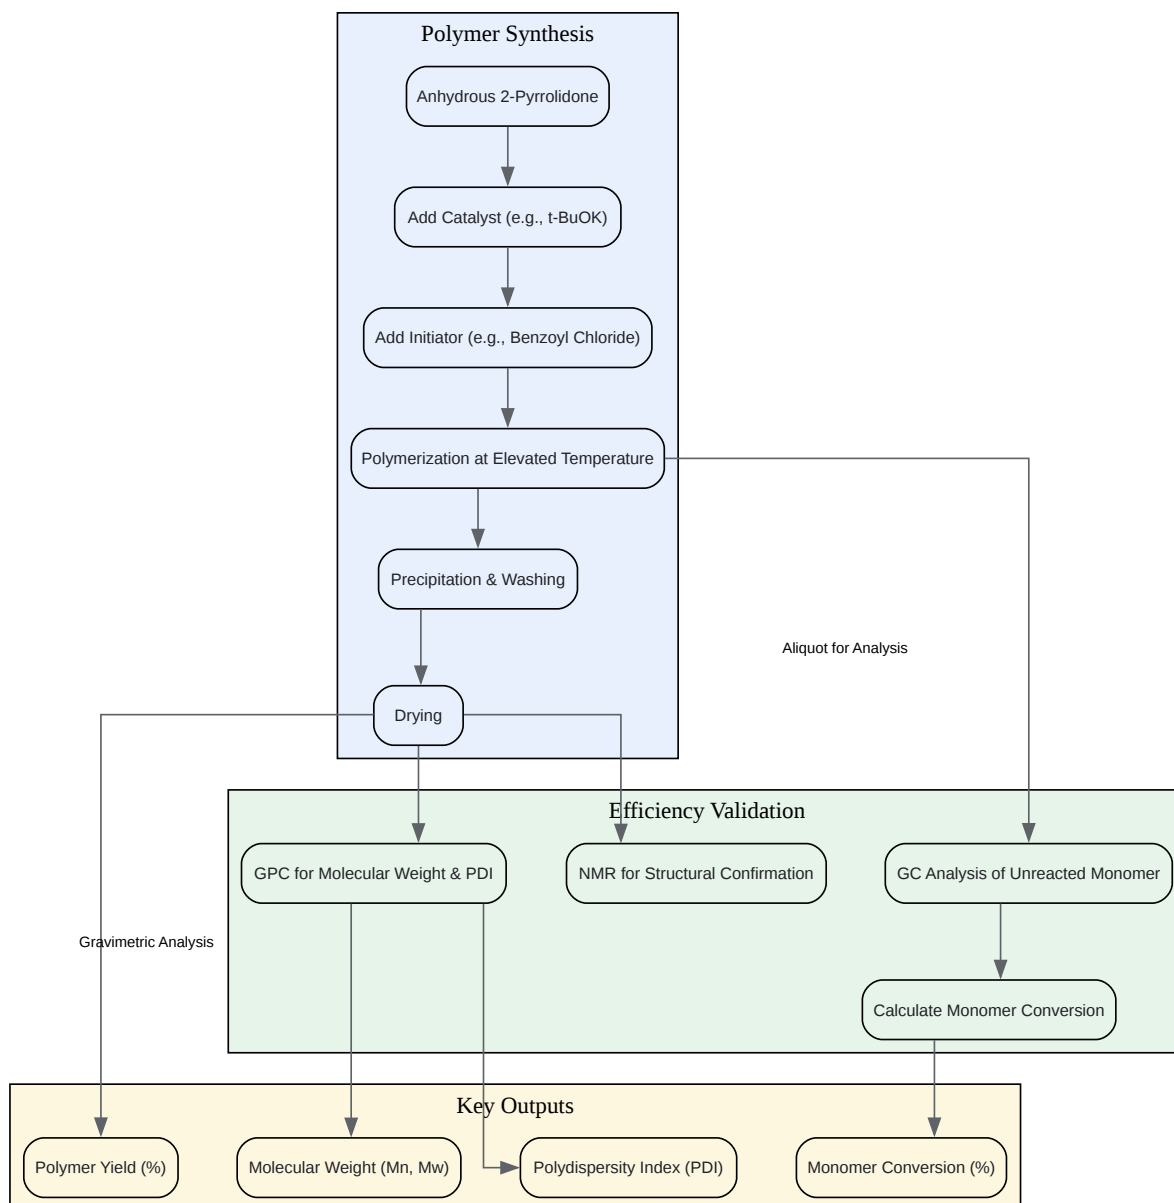 Polymer Synthesis
Anhydrous 2-Pyrrolidone
Add Catalyst (e.g., t-BuOK)
Add Initiator (e.g., Benzoyl Chloride)
Polymerization at Elevated Temperature
Precipitation & Washing
Aliquot for Analysis
Drying
Efficiency Validation
GPC for Molecular Weight & PDI
NMR for Structural Confirmation
GC Analysis of Unreacted Monomer
Gravimetric Analysis
Calculate Monomer Conversion
Key Outputs
Polymer Yield (%)
Molecular Weight (Mn, Mw)
Polydispersity Index (PDI)
Monomer Conversion (%)